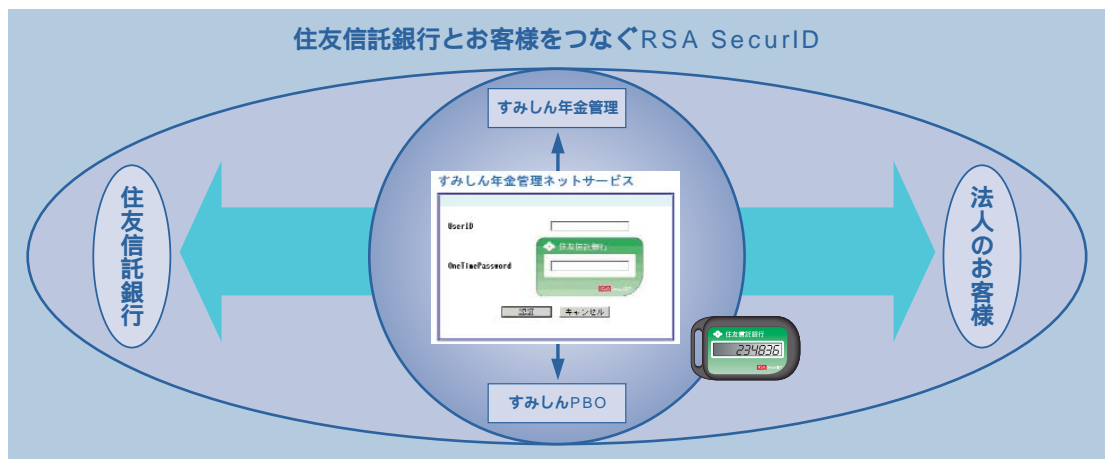 住友信託銀行とお客様をつなぐRSA SecurID
すみしん年金管理
住友信託銀行
すみしん年金管理ネットサービス
UserID
住友信託銀行
OneTimePassword
RSA
認証 キャンセル
法人のお客様
住友信託銀行
234836
RSA
すみしんPBO